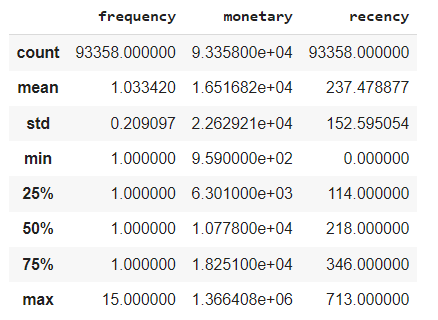 frequency monetary recency
count 93358.000000 9.335800e+04 93358.000000
mean 1.033420 1.651682e+04 237.478877
std 0.209097 2.262921e+04 152.595054
min 1.000000 9.590000e+02 0.000000
25% 1.000000 6.301000e+03 114.000000
50% 1.000000 1.077800e+04 218.000000
75% 1.000000 1.825100e+04 346.000000
max 15.000000 1.366408e+06 713.000000